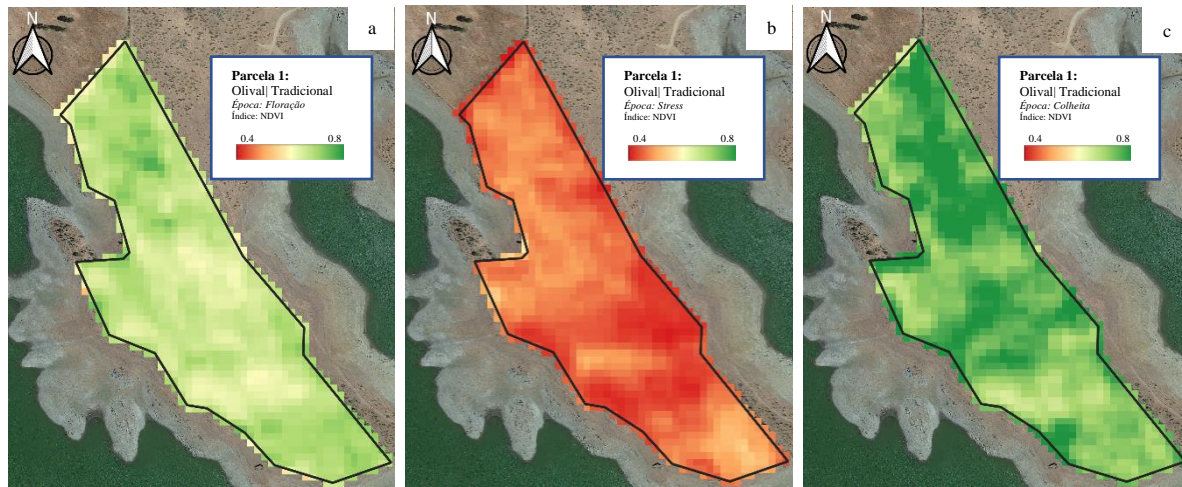 N
a
Parcela 1:
Olival| Tradicional
Época: Floração
Índice: NDVI
0.4 0.8
N
b
Parcela 1:
Olival| Tradicional
Época: Stress
Índice: NDVI
0.4 0.8
N
c
Parcela 1:
Olival| Tradicional
Época: Colheita
Índice: NDVI
0.4 0.8